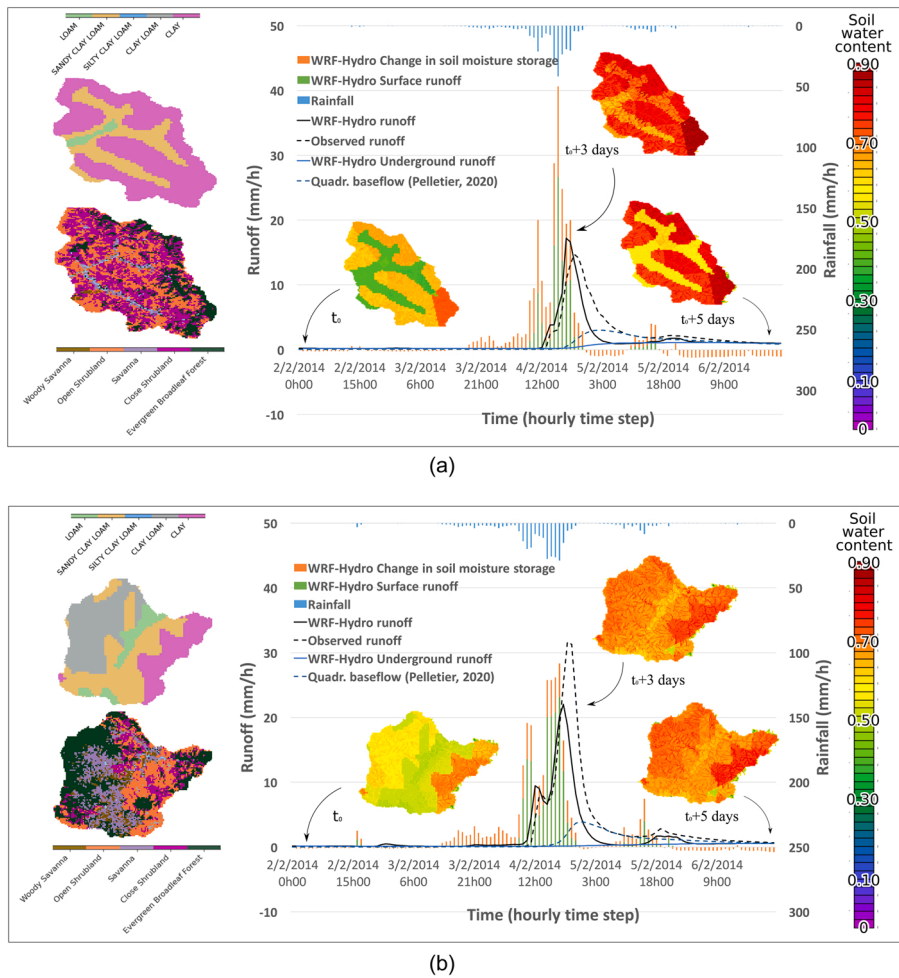 LOAM
SANDY CLAY LOAM
SILTY CLAY LOAM
CLAY LOAM
CLAY
Woody Savanna
Open Shrubland
Savanna
Close Shrubland
Evergreen Broadleaf Forest
50
40
30
20
10
0
-10
Runoff (mm/h)
WRF-Hydro Change in soil moisture storage
WRF-Hydro Surface runoff
Rainfall
WRF-Hydro runoff
Observed runoff
WRF-Hydro Underground runoff
Quadr. baseflow (Pelletier, 2020)
t₀
t₀+3 days
t₀+5 days
2/2/2014 2/2/2014 3/2/2014 3/2/2014 4/2/2014 5/2/2014 5/2/2014 6/2/2014
0h00 15h00 6h00 21h00 12h00 3h00 18h00 9h00
Time (hourly time step)
0
50
100
150
200
250
300
Rainfall (mm/h)
Soil
water
content
0.90
0.70
0.50
0.30
0.10
0
(a)
LOAM
SANDY CLAY LOAM
SILTY CLAY LOAM
CLAY LOAM
CLAY
Woody Savanna
Open Shrubland
Savanna
Close Shrubland
Evergreen Broadleaf Forest
50
40
30
20
10
0
-10
Runoff (mm/h)
WRF-Hydro Change in soil moisture storage
WRF-Hydro Surface runoff
Rainfall
WRF-Hydro runoff
Observed runoff
WRF-Hydro Underground runoff
Quadr. baseflow (Pelletier, 2020)
t₀
t₀+3 days
t₀+5 days
2/2/2014 2/2/2014 3/2/2014 3/2/2014 4/2/2014 5/2/2014 5/2/2014 6/2/2014
0h00 15h00 6h00 21h00 12h00 3h00 18h00 9h00
Time (hourly time step)
0
50
100
150
200
250
300
Rainfall (mm/h)
Soil
water
content
0.90
0.70
0.50
0.30
0.10
0
(b)